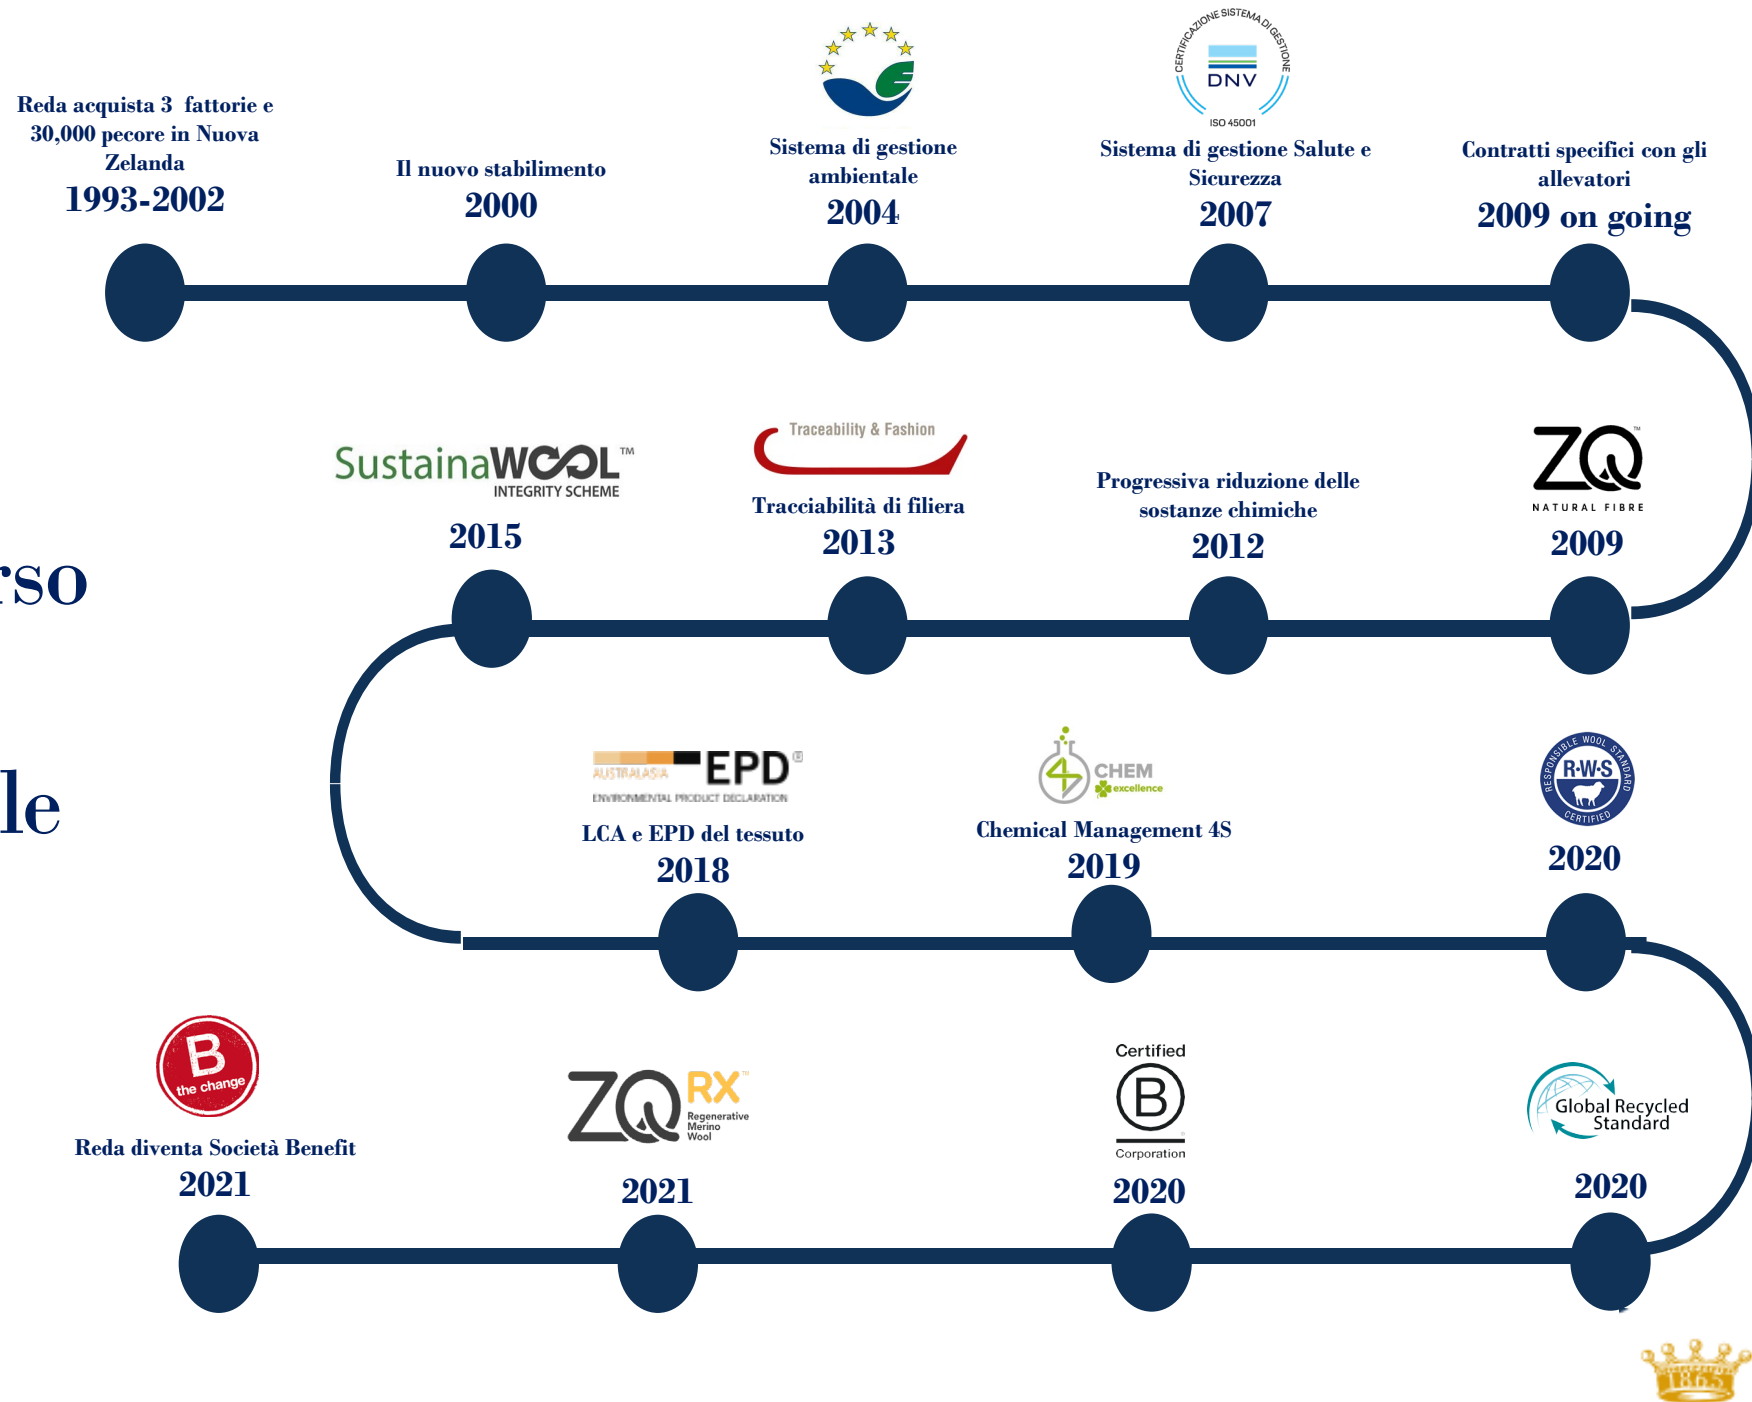 Reda acquista 3 fattorie e
30,000 pecore in Nuova
Zelanda
1993-2002
Il nuovo stabilimento
2000
Sistema di gestione
ambientale
2004
CERTIFICAZIONE SISTEMA DI GESTIONE
DNV
ISO 45001
Sistema di gestione Salute e
Sicurezza
2007
Contratti specifici con gli
allevatori
2009 on going
ZQ™
NATURAL FIBRE
2009
Progressiva riduzione delle
sostanze chimiche
2012
Traceability & Fashion
Tracciabilità di filiera
2013
SustainaWOOL™
INTEGRITY SCHEME
2015
rso
le
AUSTRALASIA
EPD®
ENVIRONMENTAL PRODUCT DECLARATION
LCA e EPD del tessuto
2018
4 CHEM
excellence
Chemical Management 4S
2019
RESPONSIBLE WOOL STANDARD
R·W·S
CERTIFIED
2020
Global Recycled
Standard
2020
Certified
B
Corporation
2020
ZQ RX™
Regenerative
Merino
Wool
2021
B
the change
Reda diventa Società Benefit
2021
1865